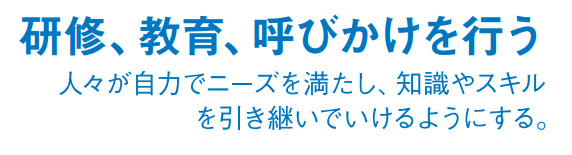 研修、教育、呼びかけを行う
人々が自力でニーズを満たし、知識やスキル
を引き継いでいけるようにする。